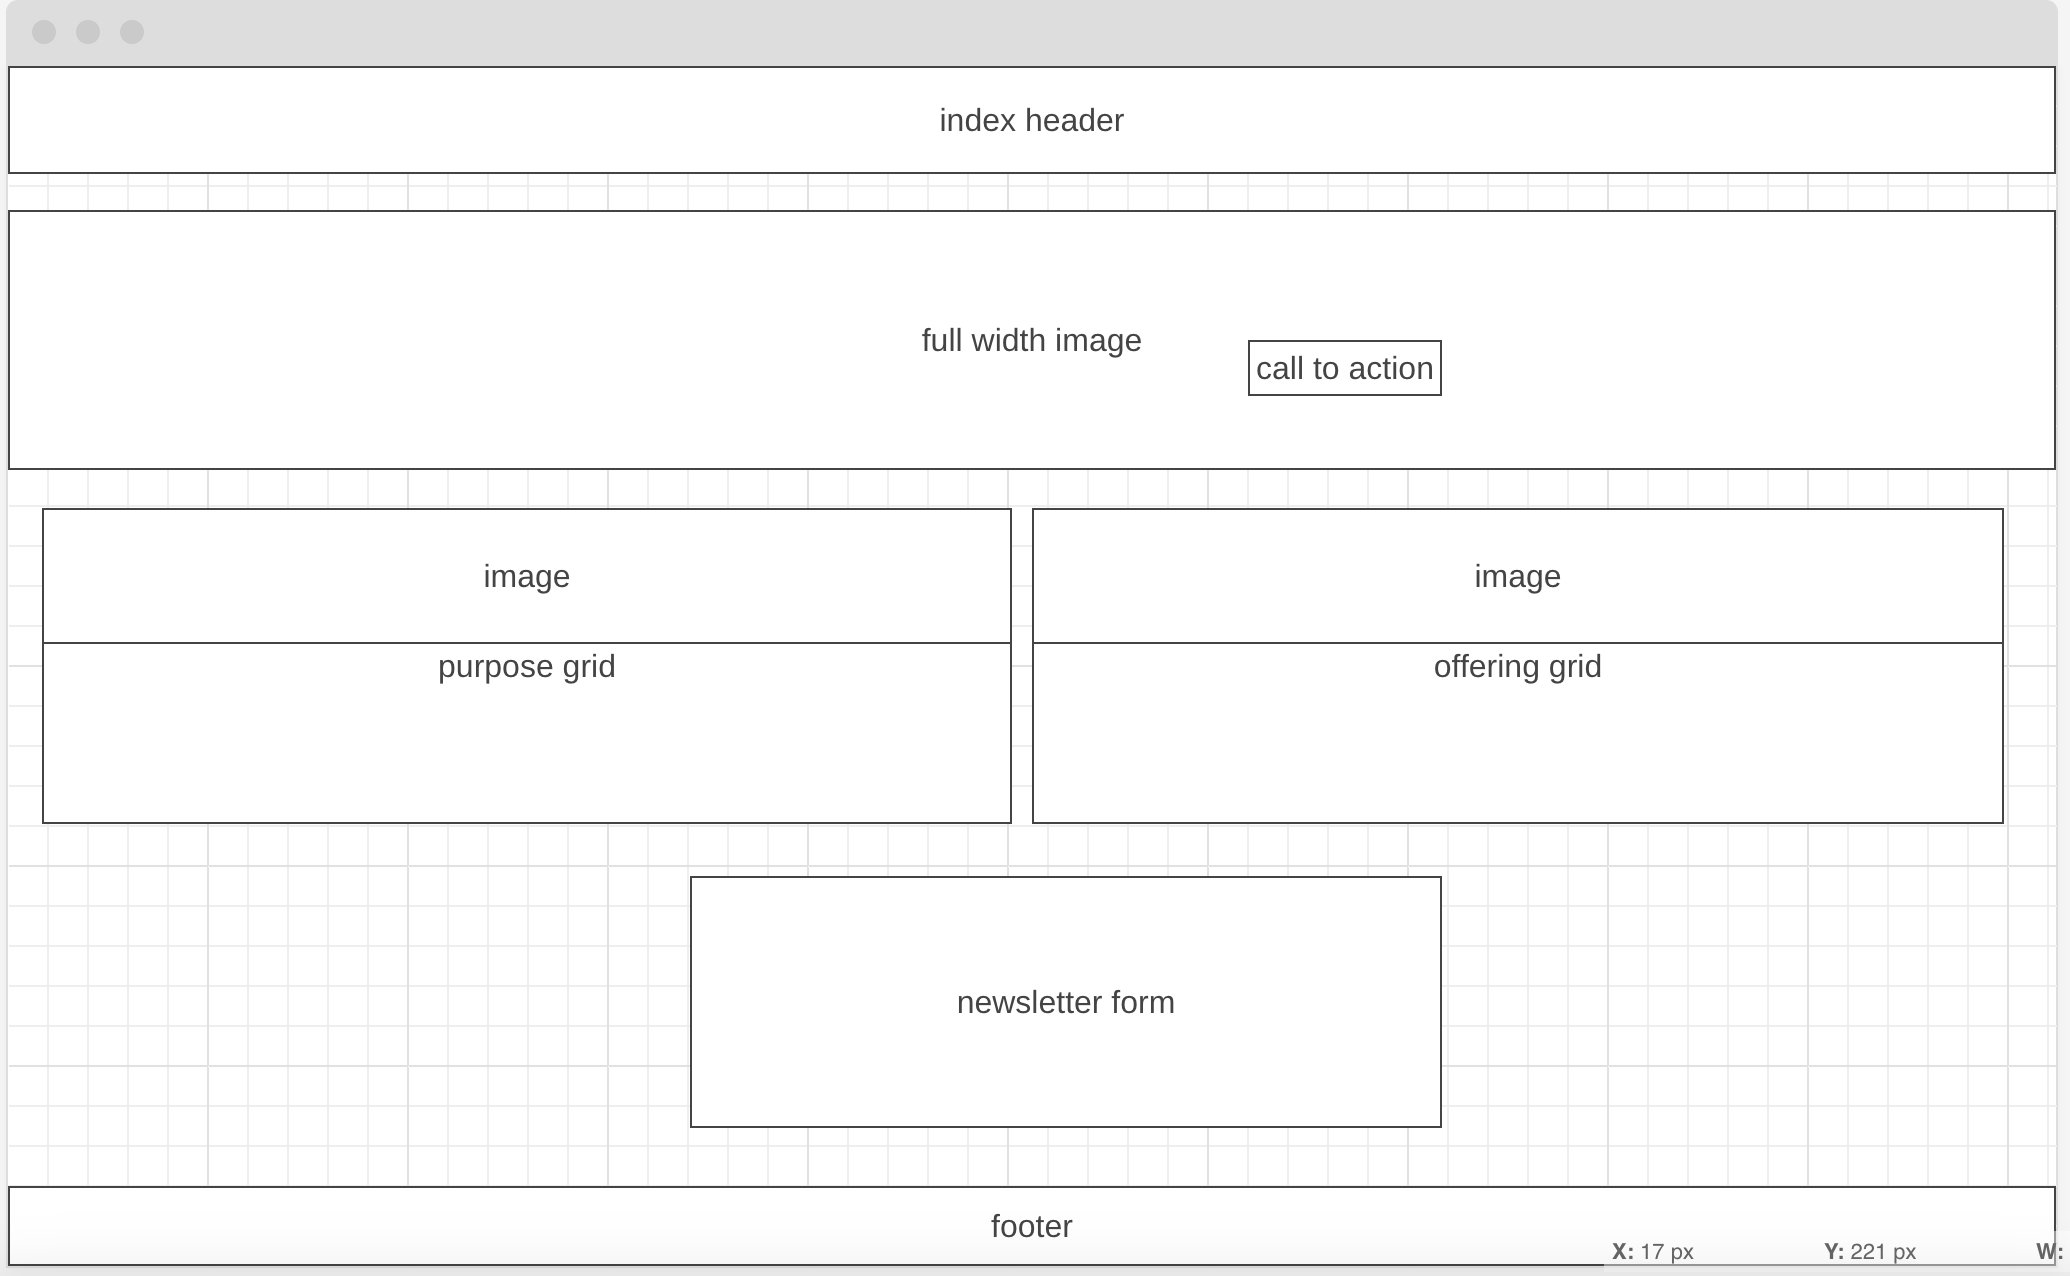 index header
full width image
call to action
image
image
purpose grid
offering grid
newsletter form
footer
X: 17 px
Y: 221 px
W: